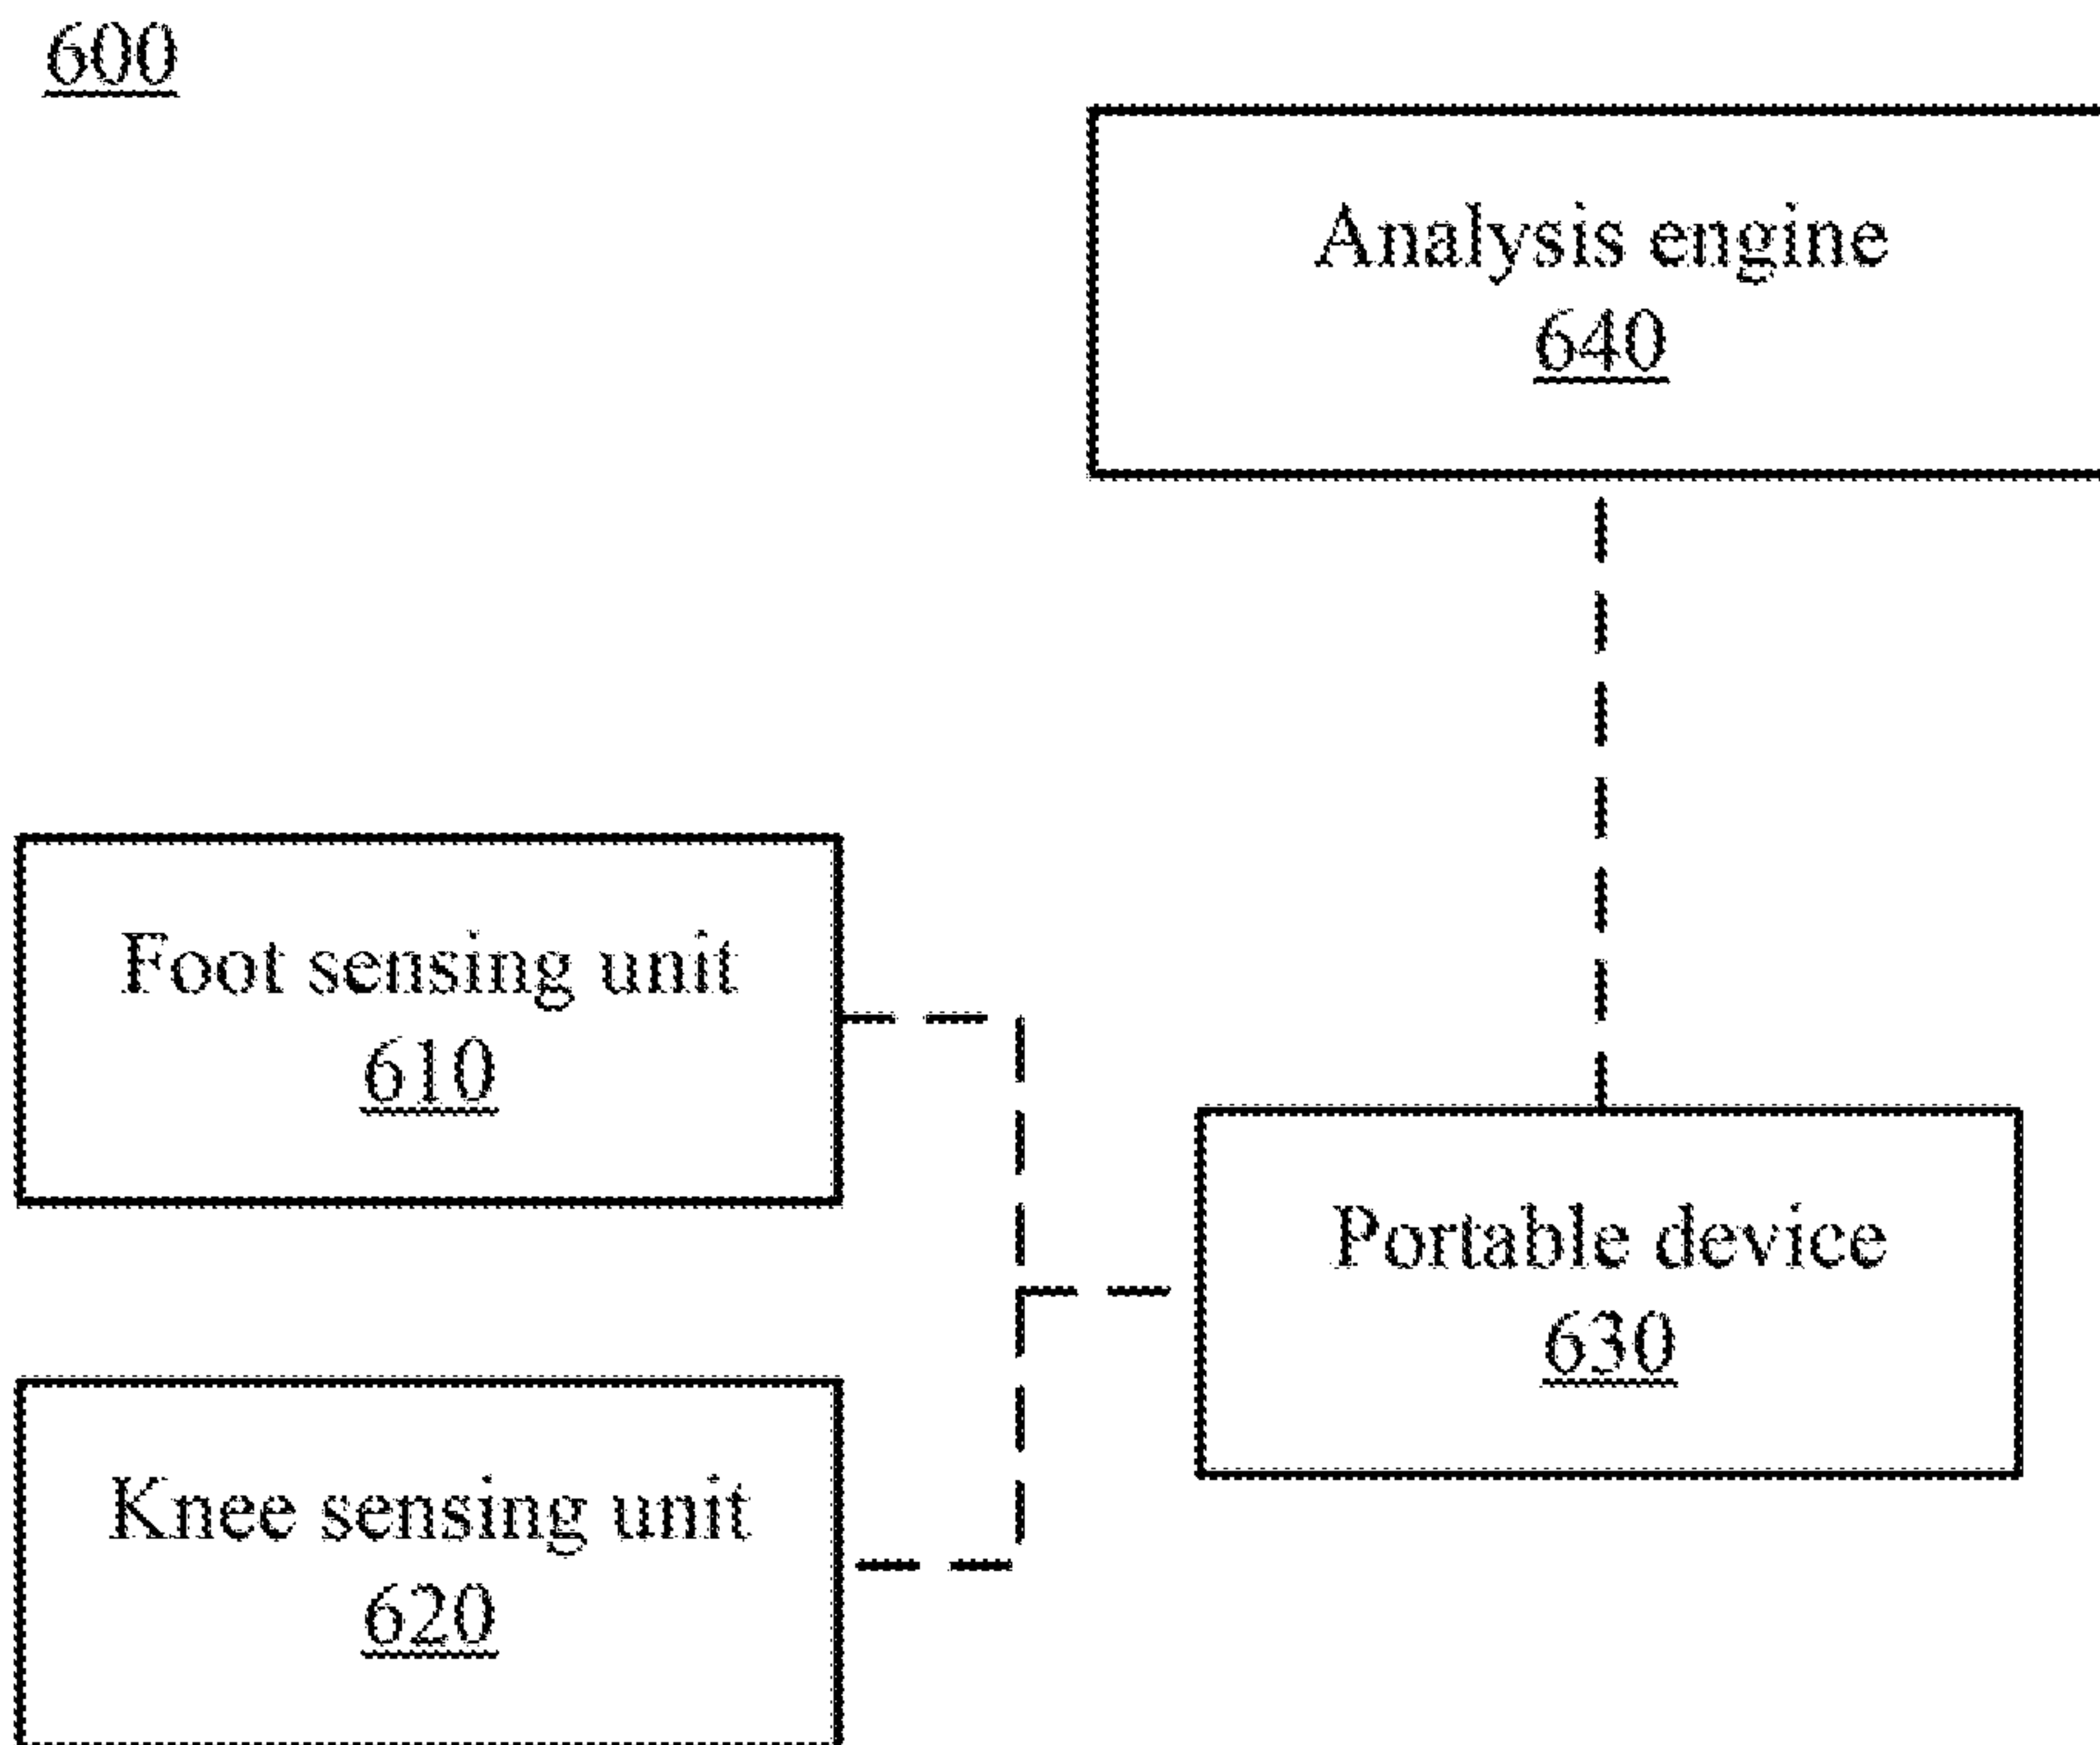 600
Analysis engine
640
Foot sensing unit
610
Portable device
630
Knee sensing unit
620